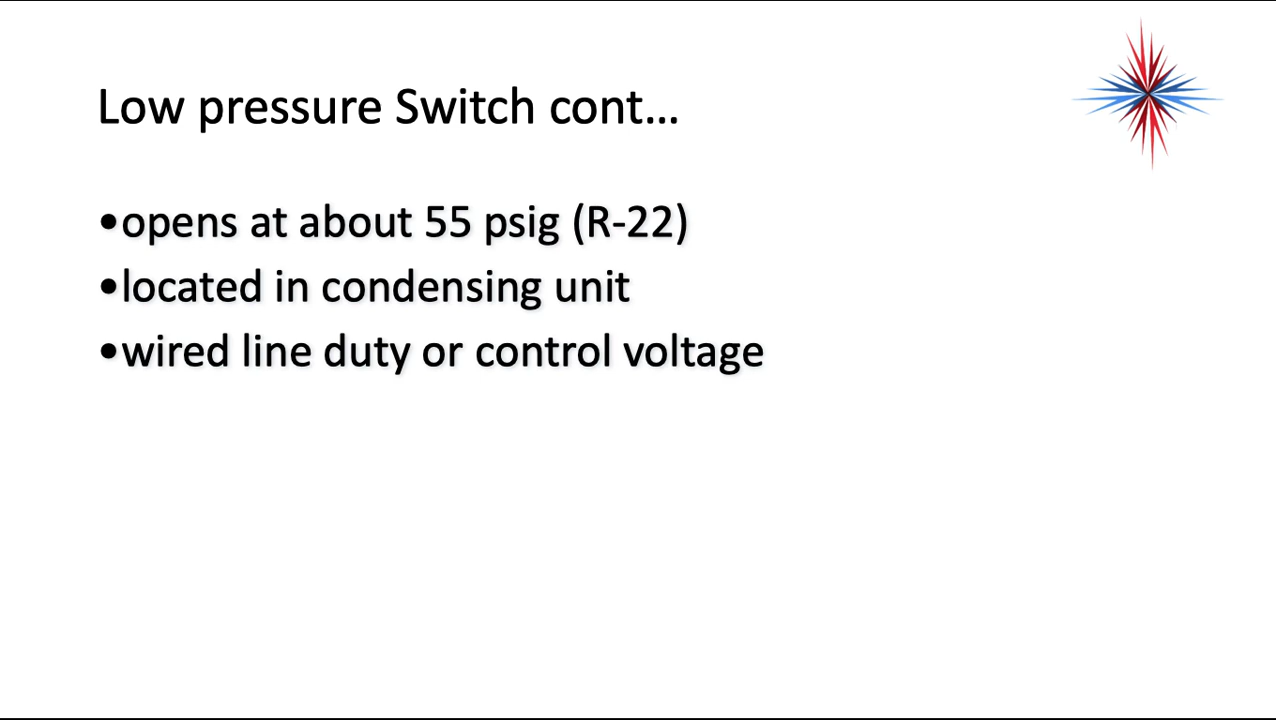 Low pressure Switch cont...
•opens at about 55 psig (R-22)
•located in condensing unit
•wired line duty or control voltage